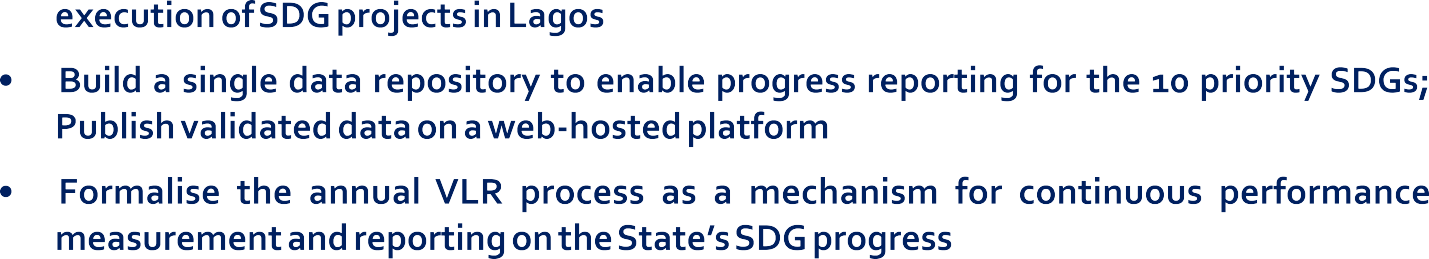 execution of SDG projects in Lagos
• Build a single data repository to enable progress reporting for the 10 priority SDGs;
Publish validated data on a web-hosted platform
• Formalise the annual VLR process as a mechanism for continuous performance
measurement and reporting on the State’s SDG progress